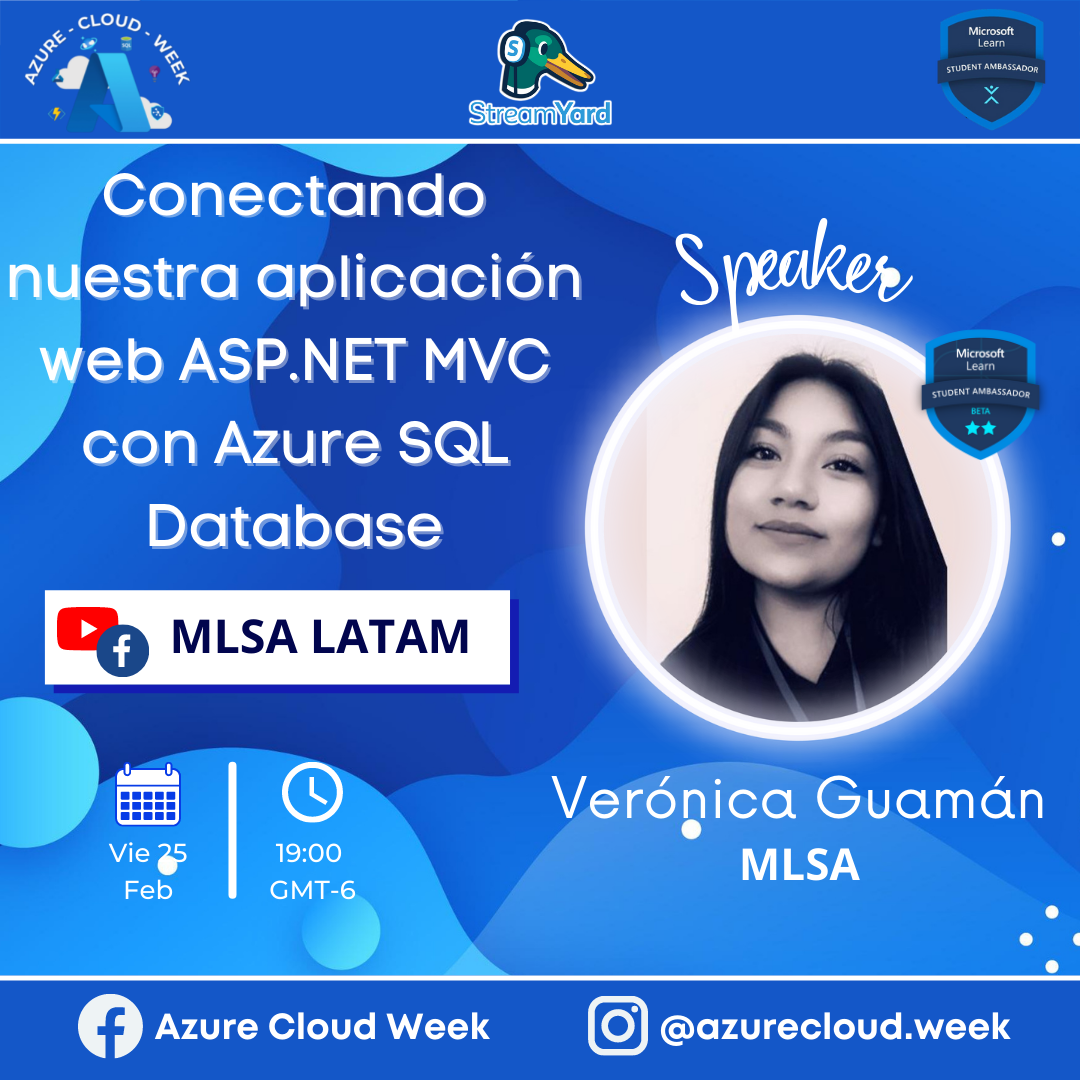 AZURE - CLOUD - WEEK
SQL
S
StreamYard
Microsoft
Learn
STUDENT AMBASSADOR
Conectando
nuestra aplicación
web ASP.NET MVC
con Azure SQL
Database
Speaker
Microsoft
Learn
STUDENT AMBASSADOR
BETA
MLSA LATAM
Vie 25
Feb
19:00
GMT-6
Verónica Guamán
MLSA
Azure Cloud Week
@azurecloud.week